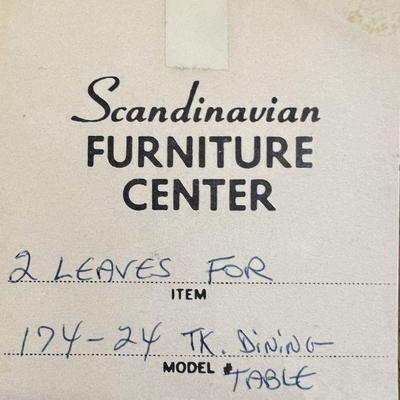 Scandinavian
FURNITURE
CENTER
2 LEAVES FOR
ITEM
174-24 TK. DINING
MODEL # TABLE